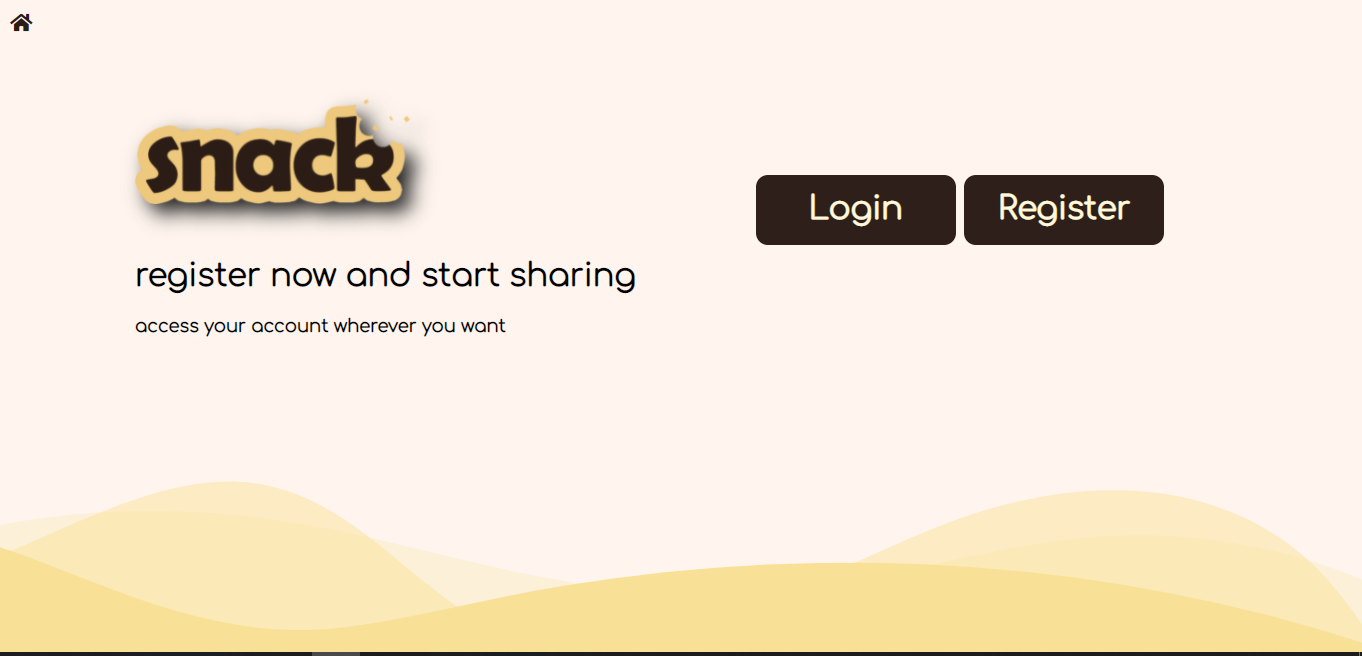 snack
Login
Register
register now and start sharing
access your account wherever you want